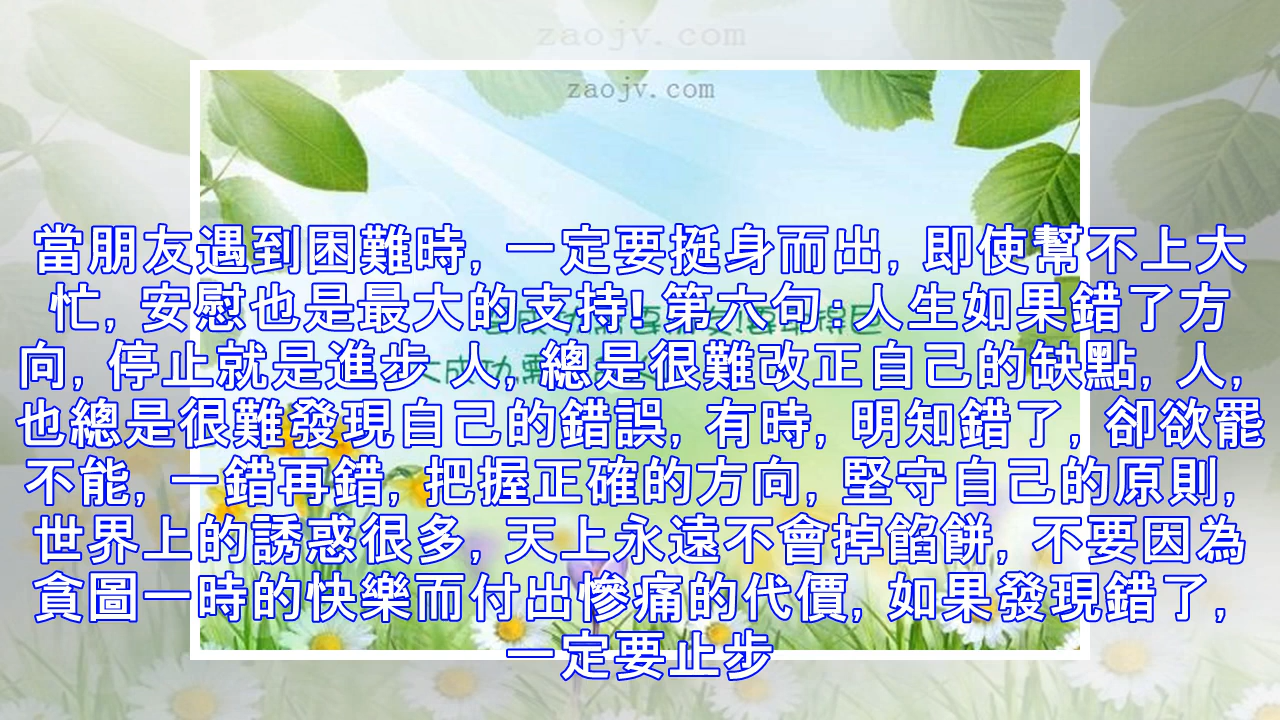 zaojv.com
zaojv.com
當朋友遇到困難時, 一定要挺身而出, 即使幫不上大
忙, 安慰也是最大的支持! 第六句:人生如果錯了方
向, 停止就是進步 人, 總是很難改正自己的缺點, 人,
也總是很難發現自己的錯誤, 有時, 明知錯了, 卻欲罷
不能, 一錯再錯, 把握正確的方向, 堅守自己的原則,
世界上的誘惑很多, 天上永遠不會掉餡餅, 不要因為
貪圖一時的快樂而付出慘痛的代價, 如果發現錯了,
一定要止步